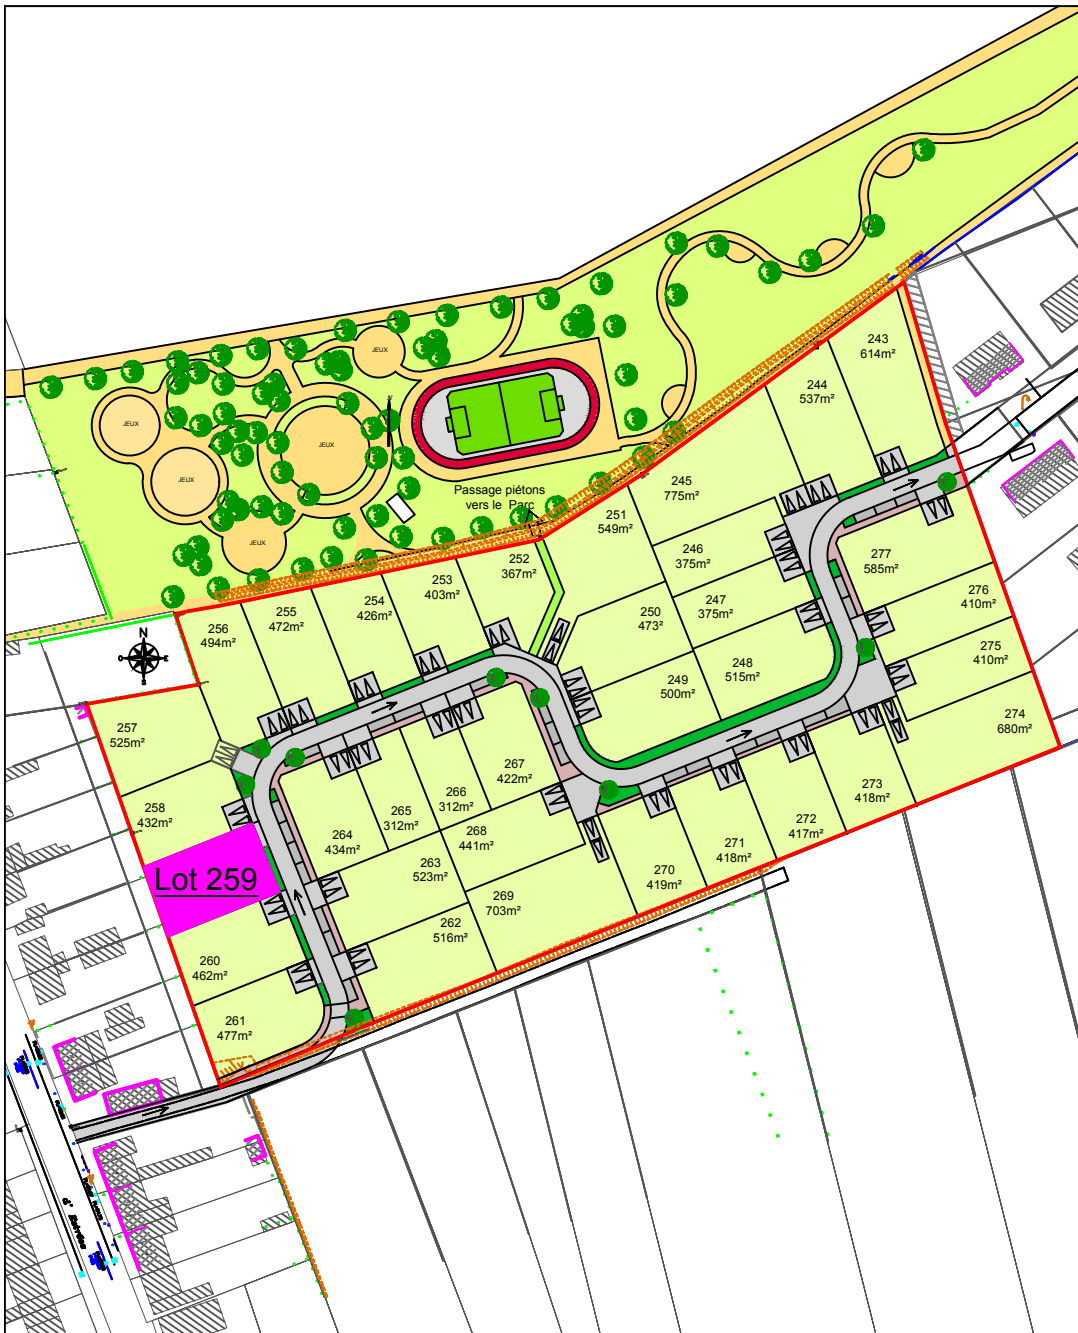 JEUX
JEUX
JEUX
JEUX
JEUX
Passage piétons
vers le Parc
N
S
243
614m²
244
537m²
245
775m²
251
549m²
246
375m²
247
375m²
277
585m²
276
410m²
252
367m²
253
403m²
254
426m²
255
472m²
256
494m²
250
473²
248
515m²
275
410m²
249
500m²
274
680m²
257
525m²
258
432m²
267
422m²
266
312m²
265
312m²
264
434m²
268
441m²
263
523m²
273
418m²
272
417m²
271
418m²
270
419m²
Lot 259
269
703m²
262
516m²
260
462m²
261
477m²